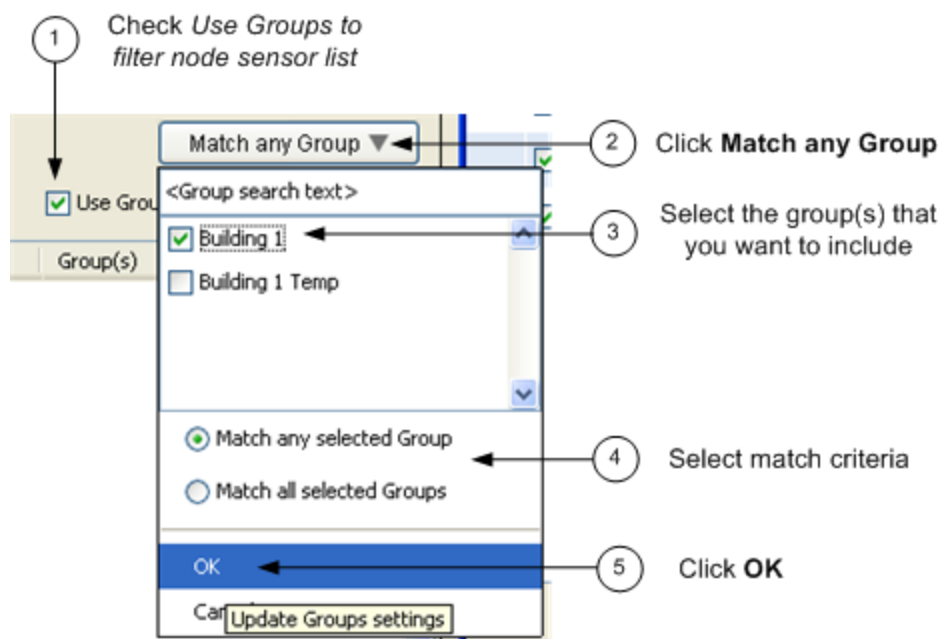 1
Check Use Groups to
filter node sensor list
Match any Group
2
Click Match any Group
Use Grou
<Group search text>
3
Select the group(s) that
you want to include
Building 1
Group(s)
Building 1 Temp
Match any selected Group
4
Select match criteria
Match all selected Groups
OK
5
Click OK
Update Groups settings